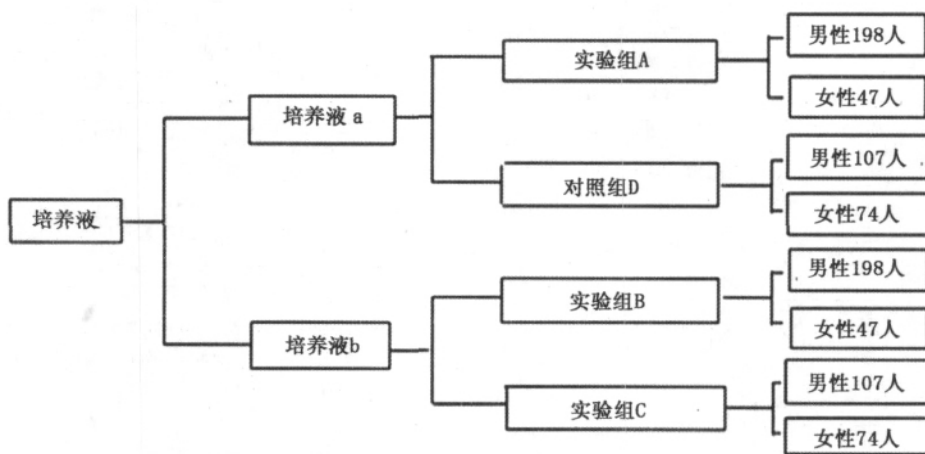 培养液
培养液 a
实验组A
男性198人
女性47人
对照组D
男性107人
女性74人
培养液b
实验组B
男性198人
女性47人
实验组C
男性107人
女性74人